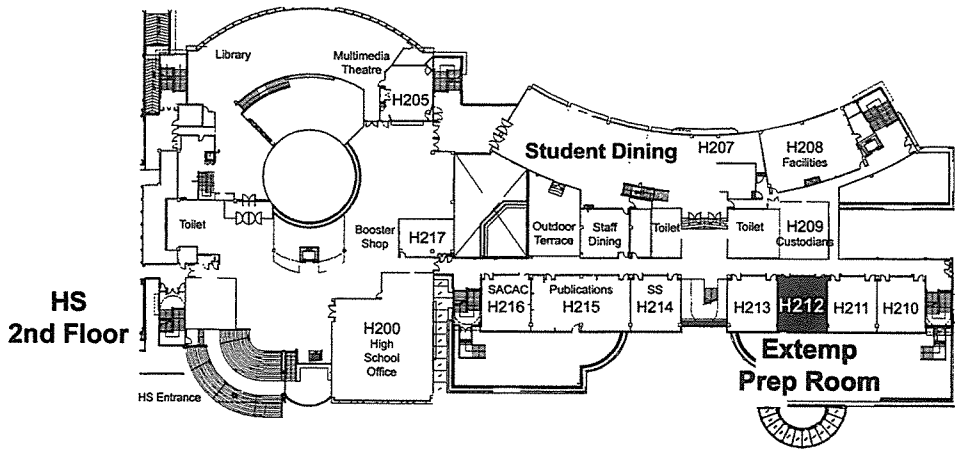 Library
Multimedia
Theatre
H205
Student Dining
H207
H208
Facilities
Toilet
Booster
Shop
H217
Outdoor
Terrace
Staff
Dining
Toilet
Toilet
H209
Custodians
HS
2nd Floor
H200
High
School
Office
SACAC
H216
Publications
H215
SS
H214
H213
H212
H211
H210
Extemp
Prep Room
HS Entrance